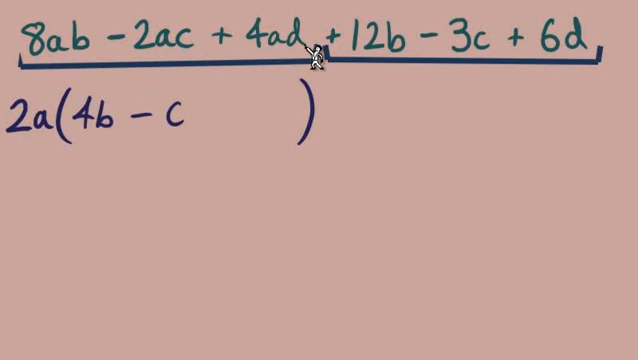 8ab - 2ac + 4ad + 12b - 3c + 6d
2a(4b - c )